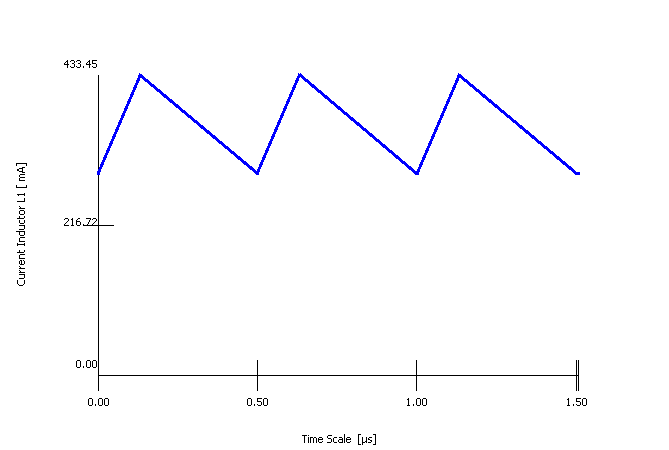 433.45
216.72
0.00
0.00 0.50 1.00 1.50
Time Scale [µs]
Current Inductor L1 [ mA]